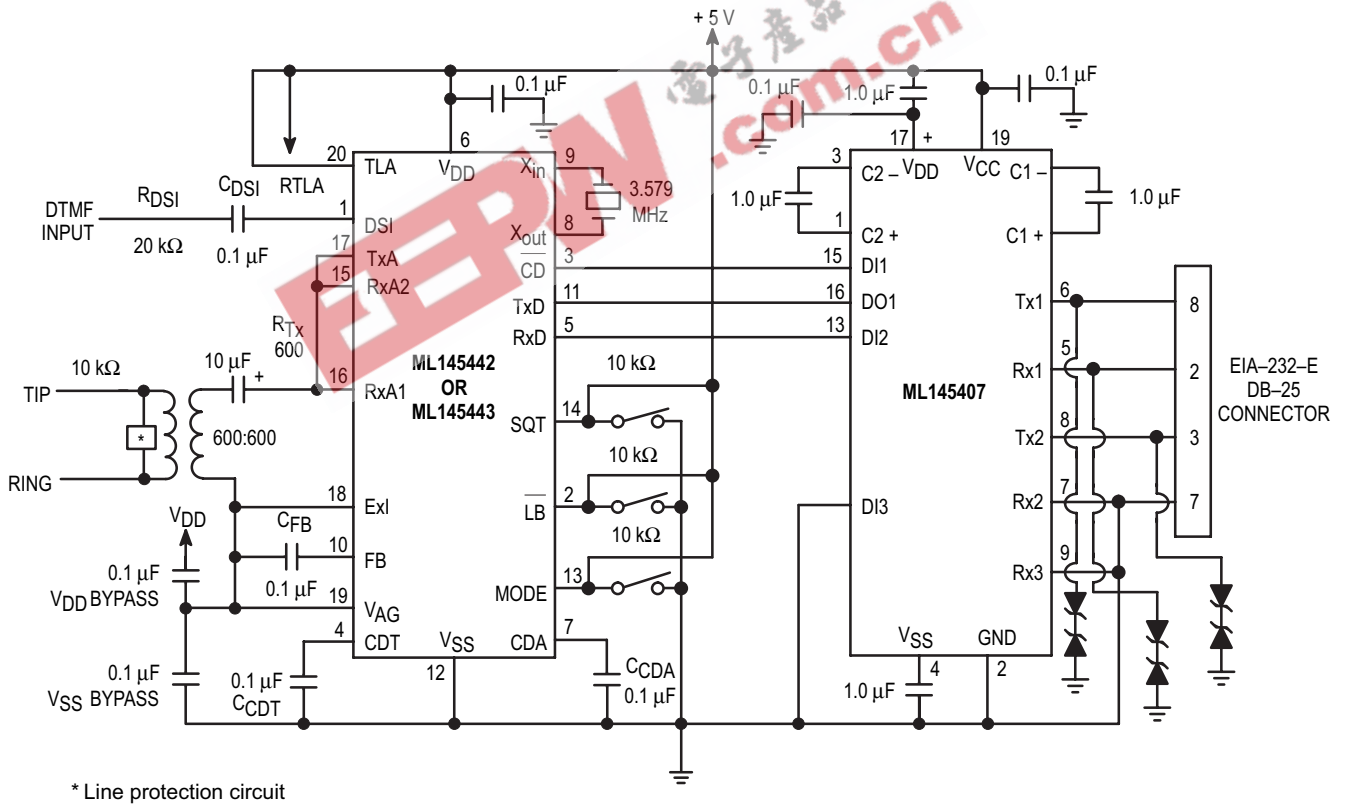 + 5 V
電子產品
EEPW
.com.cn
0.1 µF
0.1 µF
1.0 µF
0.1 µF
20
TLA
6
VDD
Xin
9
3.579
MHz
RTLA
RDSI
CDSI
DTMF
INPUT
20 kΩ
0.1 µF
1
DSI
Xout
8
17
TxA
CD
3
15
RxA2
TxD
11
RTx
600
RxD
5
10 kΩ
10 µF
+
16
RxA1
ML145442
OR
ML145443
TIP
*
600:600
RING
10 kΩ
SQT
14
10 kΩ
LB
2
10 kΩ
MODE
13
18
ExI
VDD
CFB
10
FB
0.1 µF
VDD BYPASS
0.1 µF
19
VAG
4
CDT
VSS
12
CDA
7
CCDA
0.1 µF
0.1 µF
VSS BYPASS
0.1 µF
CCDT
17
+
19
3
C2 –
VDD
VCC
C1 –
1.0 µF
1.0 µF
1
C2 +
C1 +
15
DI1
16
DO1
13
DI2
Tx1
6
8
Rx1
5
2
ML145407
EIA–232–E
DB–25
CONNECTOR
Tx2
8
3
DI3
Rx2
7
7
Rx3
9
VSS
GND
4
2
1.0 µF
* Line protection circuit